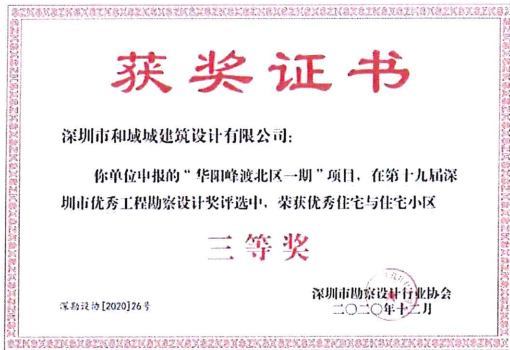 获奖证书
深圳市和域城建筑设计有限公司：
你单位申报的“华阳峰渡北区一期”项目，在第十九届深
圳市优秀工程勘察设计奖评选中，荣获优秀住宅与住宅小区
三等奖
深勘设协[2020]26号
深圳市勘察设计行业协会
二〇二〇年十二月